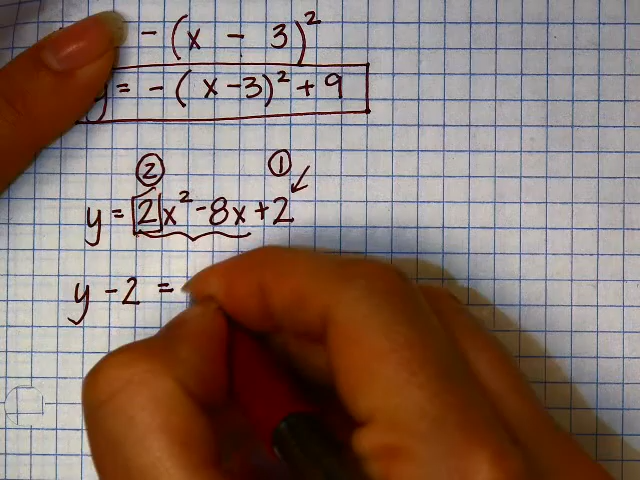 - (x - 3)²
y = - (x-3)² + 9
② ①
y = 2x² - 8x + 2
y - 2 =